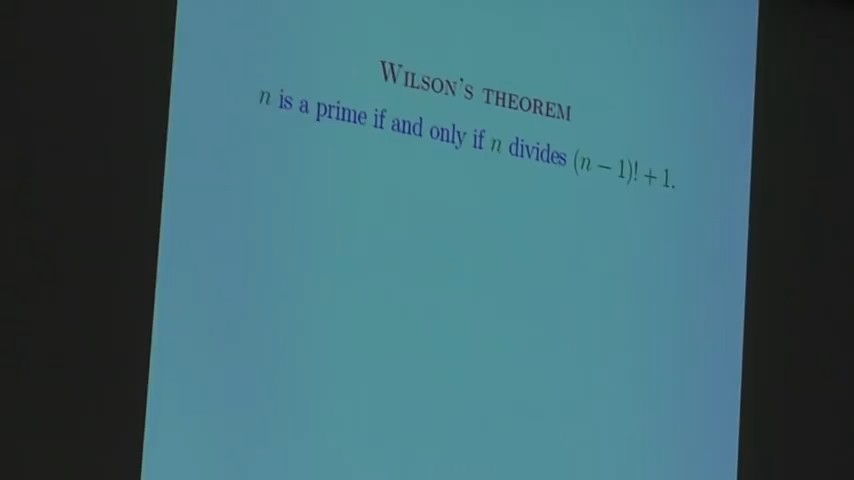 WILSON'S THEOREM
n is a prime if and only if n divides (n − 1)! + 1.